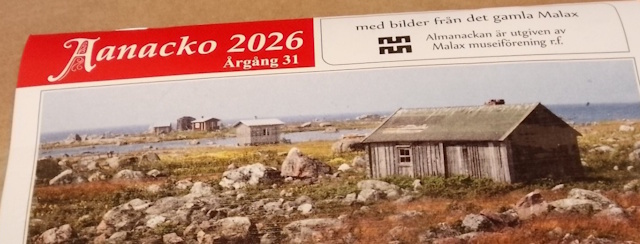 Aanacko 2026
Årgång 31
med bilder från det gamla Malax
Almanackan är utgiven av
Malax museiförening r.f.